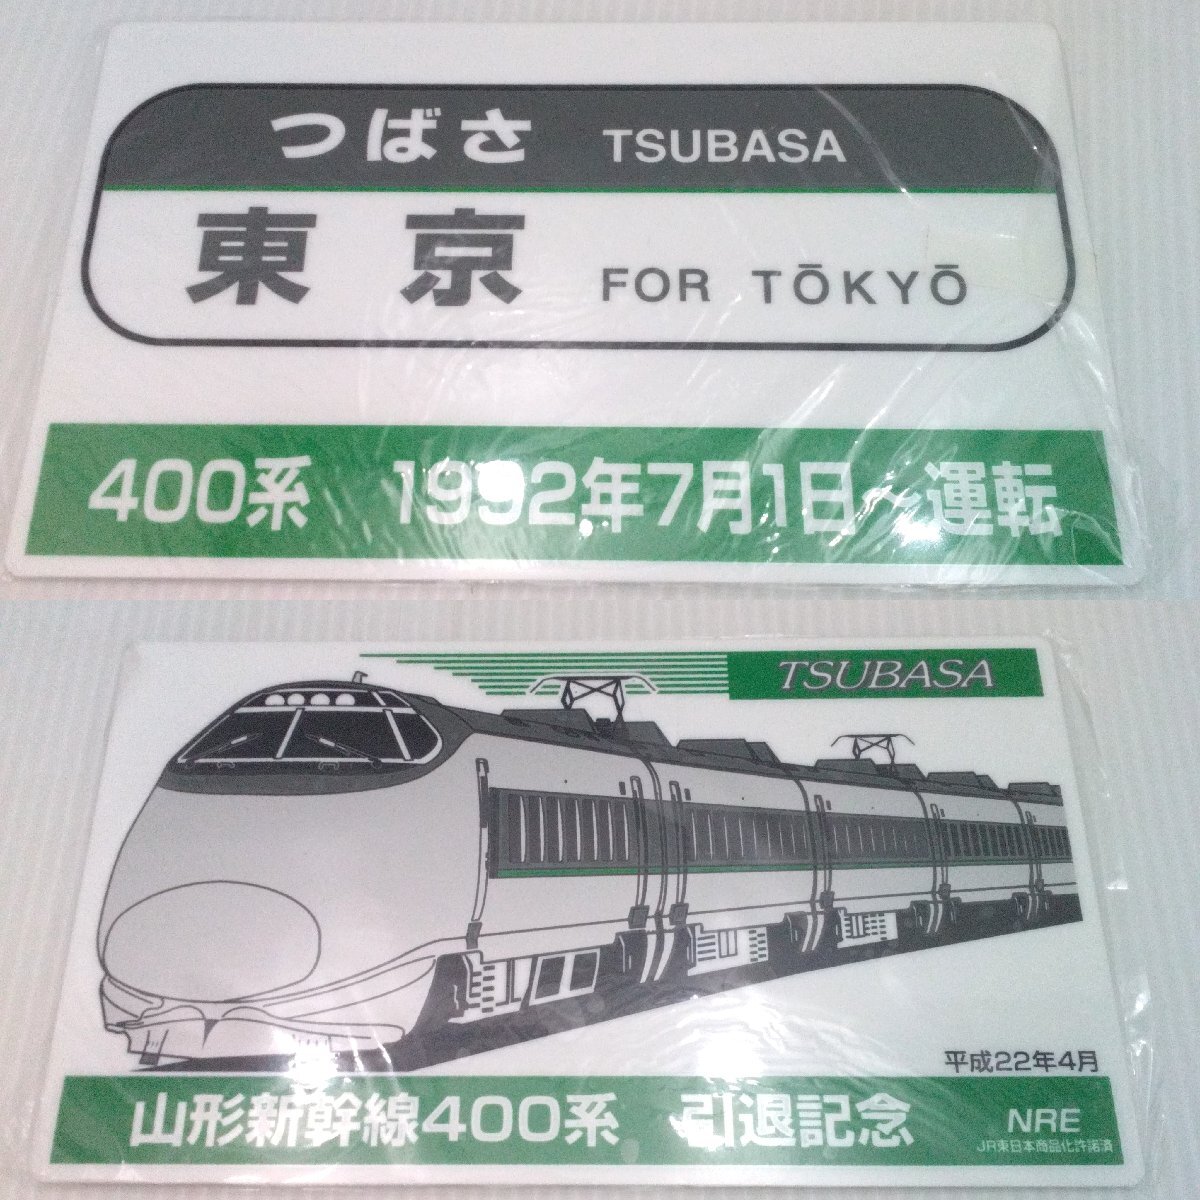 つばさ TSUBASA
東京 FOR TŌKYŌ
400系 1992年7月1日～運転
TSUBASA
平成22年4月
山形新幹線400系 引退記念 NRE
JR東日本商品化許諾済